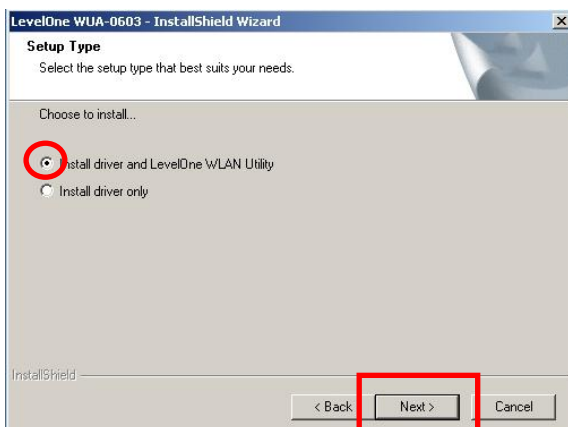 LevelOne WUA-0603 - InstallShield Wizard
Setup Type
Select the setup type that best suits your needs.
Choose to install...
Install driver and LevelOne WLAN Utility
Install driver only
InstallShield
< Back Next > Cancel